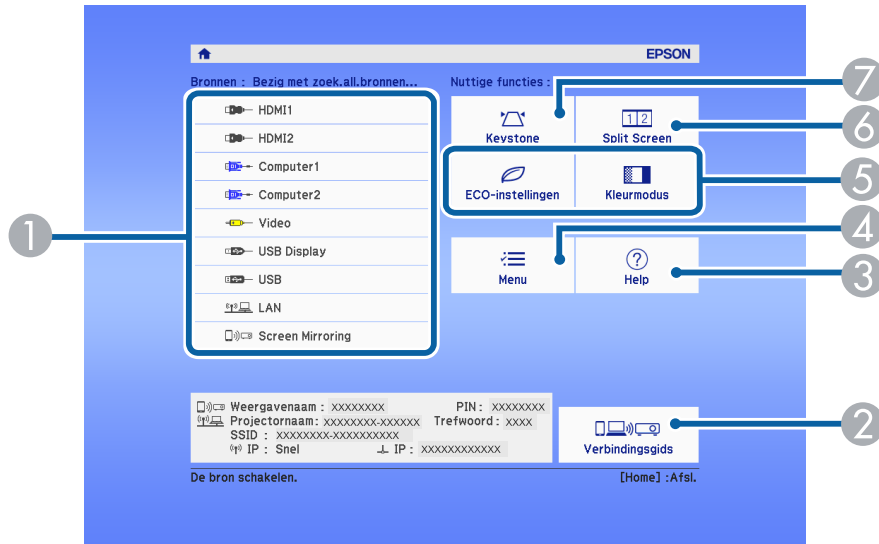 EPSON
Bronnen : Bezig met zoek.all.bronnen...
Nuttige functies :
HDMI1
HDMI2
Computer1
Computer2
Video
USB Display
USB
LAN
Screen Mirroring
Keystone
1 2
Split Screen
ECO-instellingen
Kleurmodus
Menu
?
Help
Weergavenaam : XXXXXXXX PIN : XXXXXXXX
Projectornaam: XXXXXXXX-XXXXXX Trefwoord : XXXX
SSID : XXXXXXXX-XXXXXXXXXX
IP : Snel IP : XXXXXXXXXXXX
Verbindingsgids
De bron schakelen.
[Home] :Afsl.
1
7
6
5
4
3
2